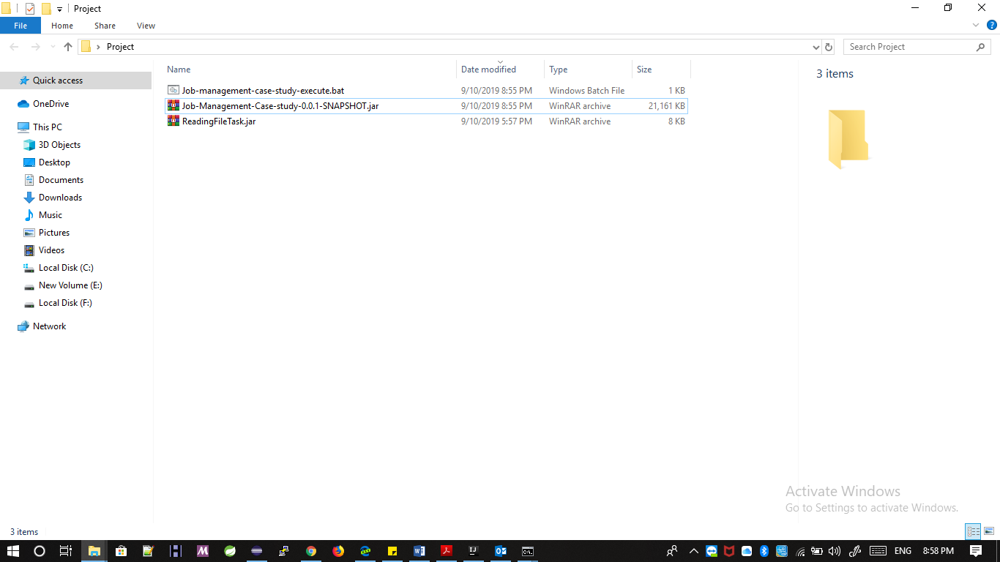 Project
File Home Share View
Project
Search Project
Name Date modified Type Size
3 items
Quick access
Job-management-case-study-execute.bat 9/10/2019 8:55 PM Windows Batch File 1 KB
OneDrive
Job-Management-Case-study-0.0.1-SNAPSHOT.jar 9/10/2019 8:55 PM WinRAR archive 21,161 KB
ReadingFileTask.jar 9/10/2019 5:57 PM WinRAR archive 8 KB
This PC
3D Objects
Desktop
Documents
Downloads
Music
Pictures
Videos
Local Disk (C:)
New Volume (E:)
Local Disk (F:)
Network
Activate Windows
Go to Settings to activate Windows.
3 items
ENG 8:58 PM